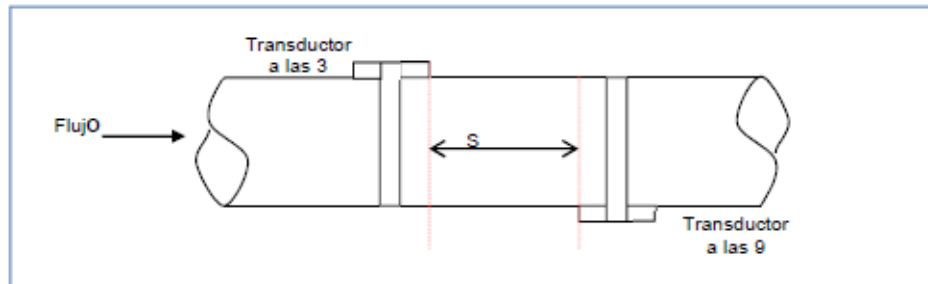 Transductor
a las 3
FlujO
S
Transductor
a las 9